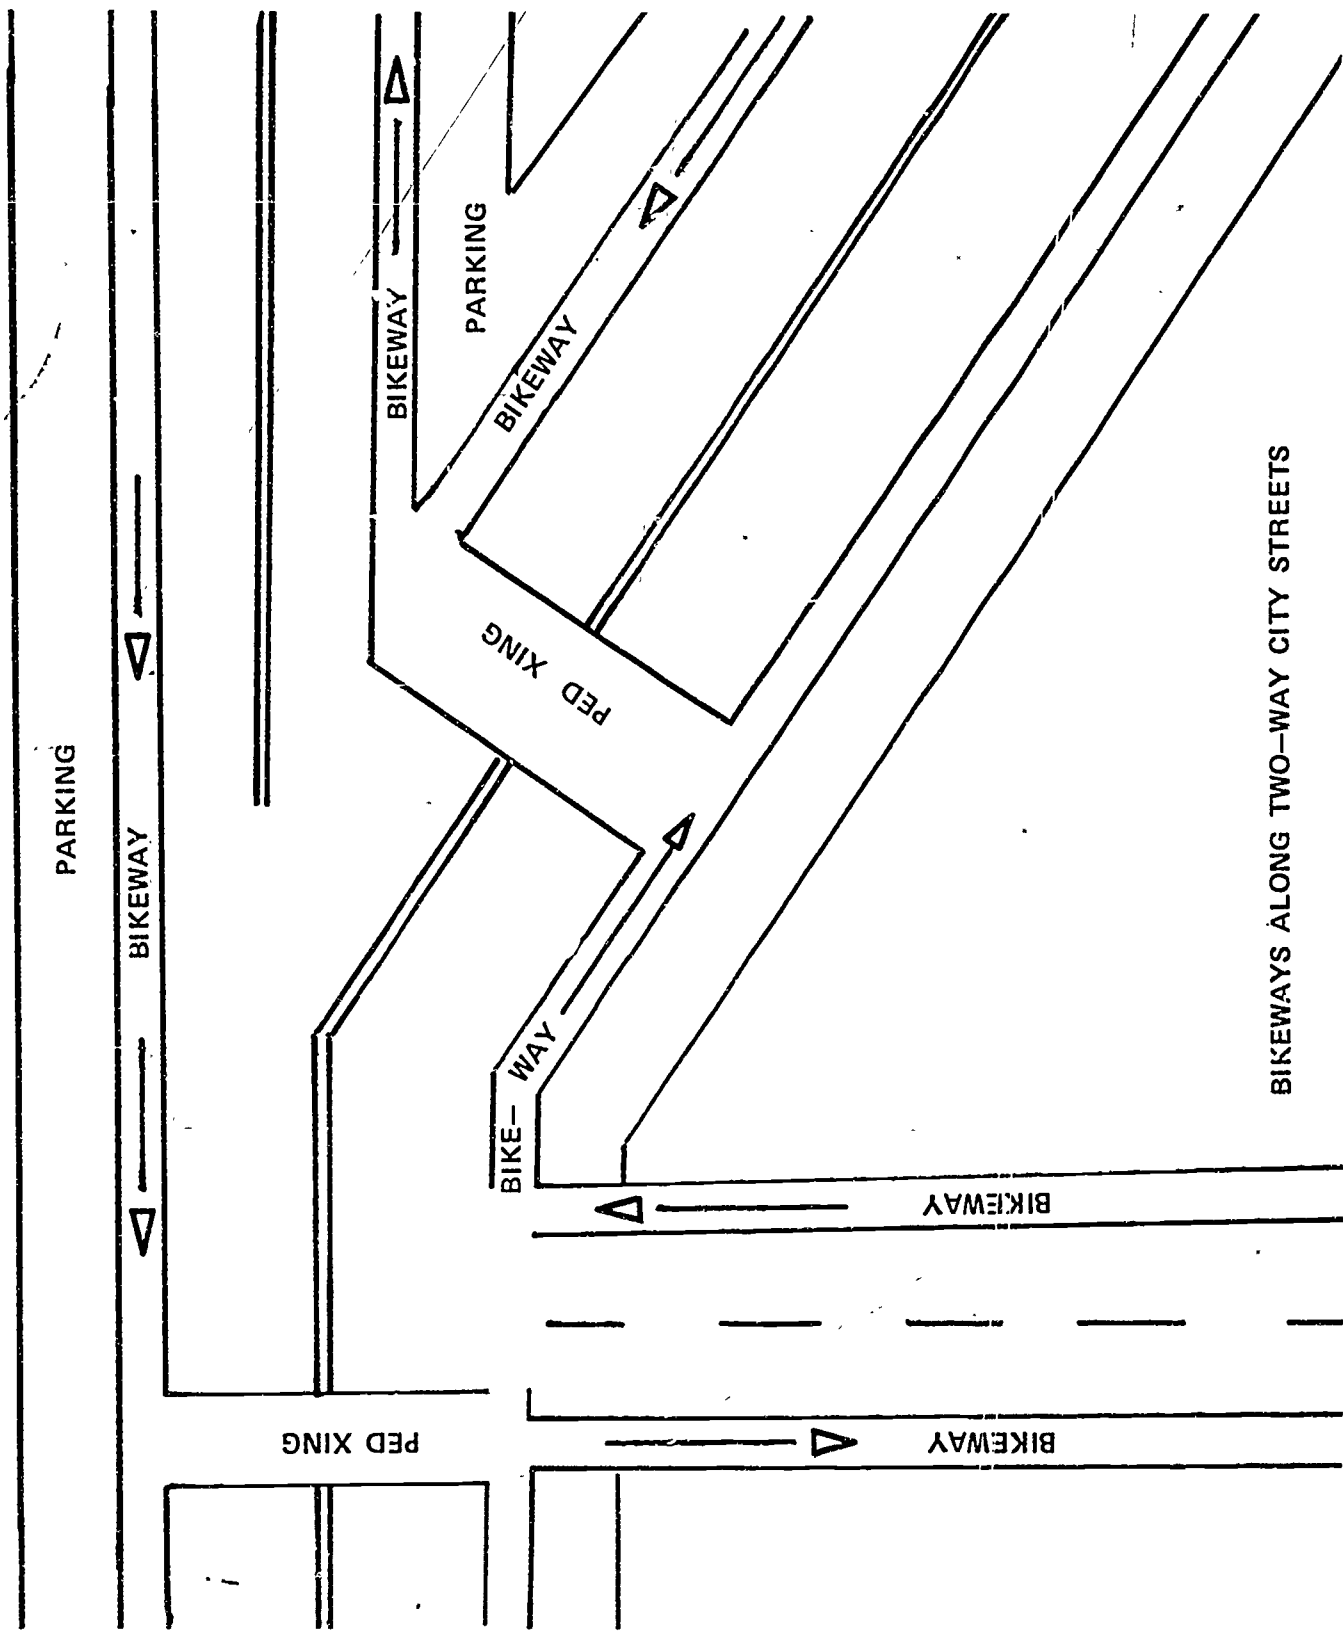 PARKING
BIKEWAY
BIKEWAY
PARKING
BIKEWAY
PED XING
BIKE—
WAY
BIKEWAY
PED XING
BIKEWAY
BIKEWAYS ALONG TWO—WAY CITY STREETS